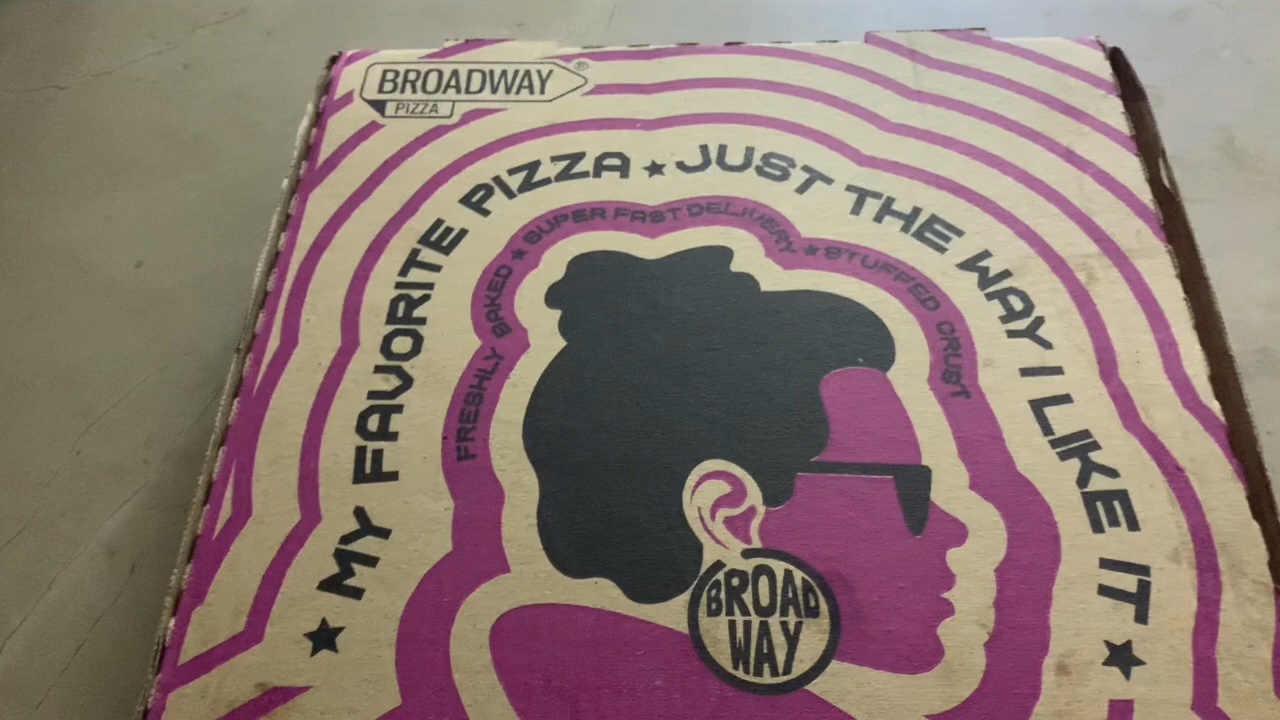 BROADWAY®
PIZZA
★ MY FAVORITE PIZZA ★ JUST THE WAY I LIKE IT ★
FRESHLY BAKED ★ SUPER FAST DELIVERY ★ STUFFED CRUST
BROAD
WAY